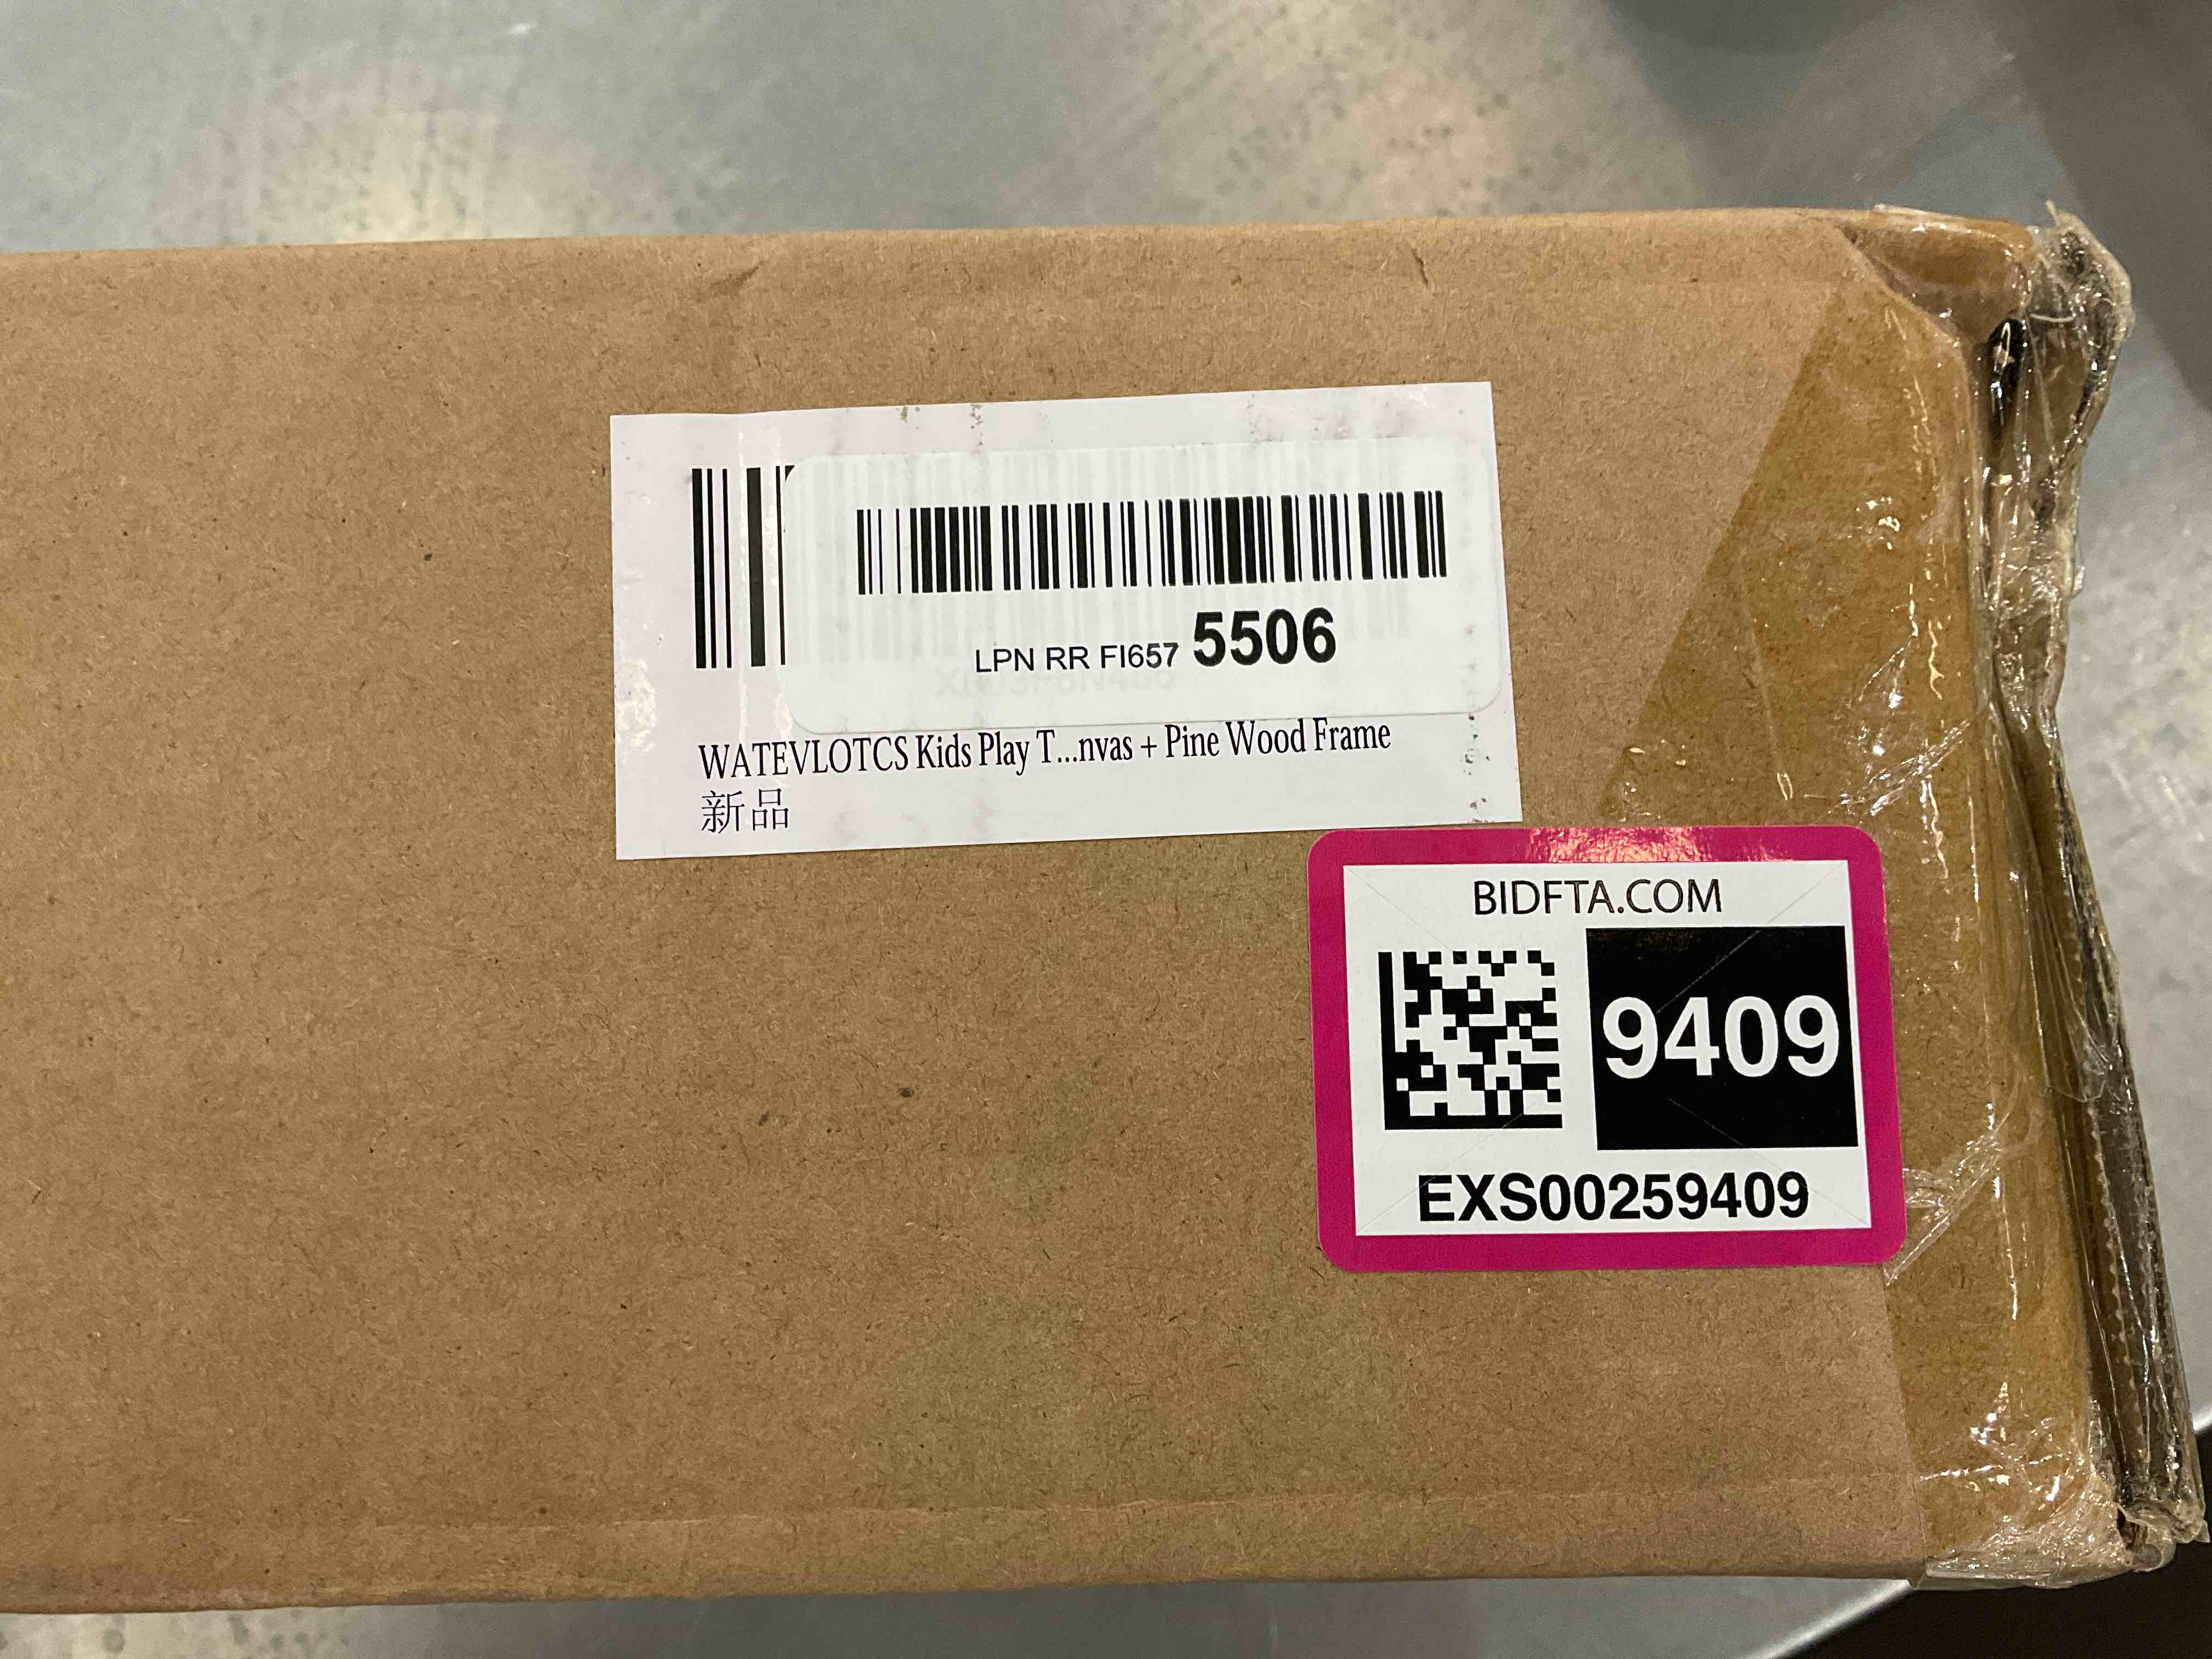 LPN RR FI657 5506
WATEVLOTCS Kids Play T...nvas + Pine Wood Frame
新品
BIDFTA.COM
9409
EXS00259409